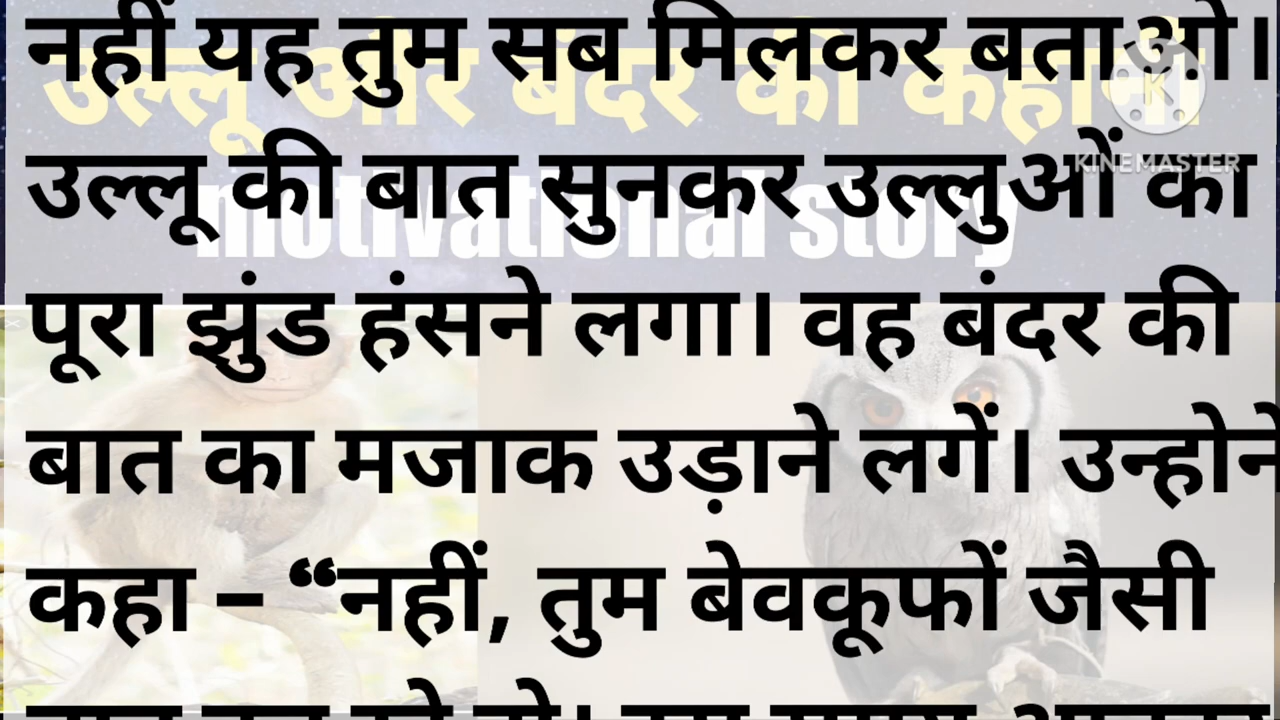 नहीं यह तुम सब मिलकर बताओ।
उल्लू और बंदर की कहानी
KINEMASTER
उल्लू की बात सुनकर उल्लुओं का
motivational story
पूरा झुंड हंसने लगा। वह बंदर की
बात का मजाक उड़ाने लगें। उन्होने
कहा – “नहीं, तुम बेवकूफों जैसी